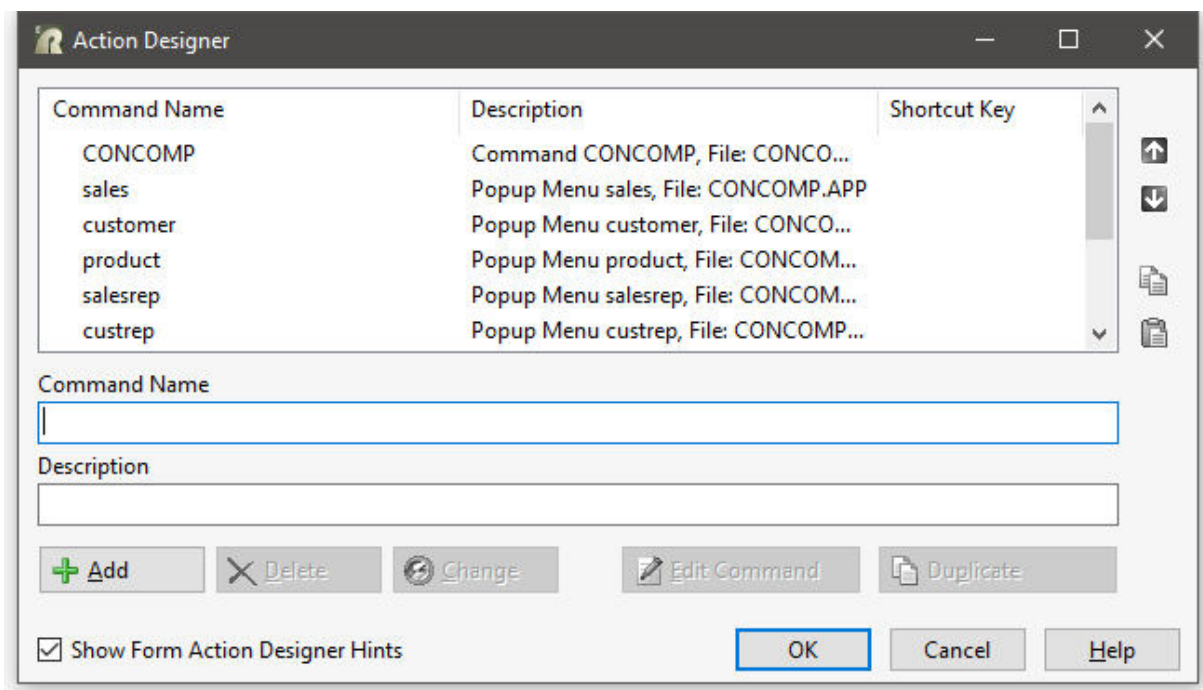 Action Designer
Command Name Description Shortcut Key
CONCOMP Command CONCOMP, File: CONCO...
sales Popup Menu sales, File: CONCOMP.APP
customer Popup Menu customer, File: CONCO...
product Popup Menu product, File: CONCOM...
salesrep Popup Menu salesrep, File: CONCOM...
custrep Popup Menu custrep, File: CONCOMP...
Command Name
Description
Add Delete Change Edit Command Duplicate
Show Form Action Designer Hints OK Cancel Help